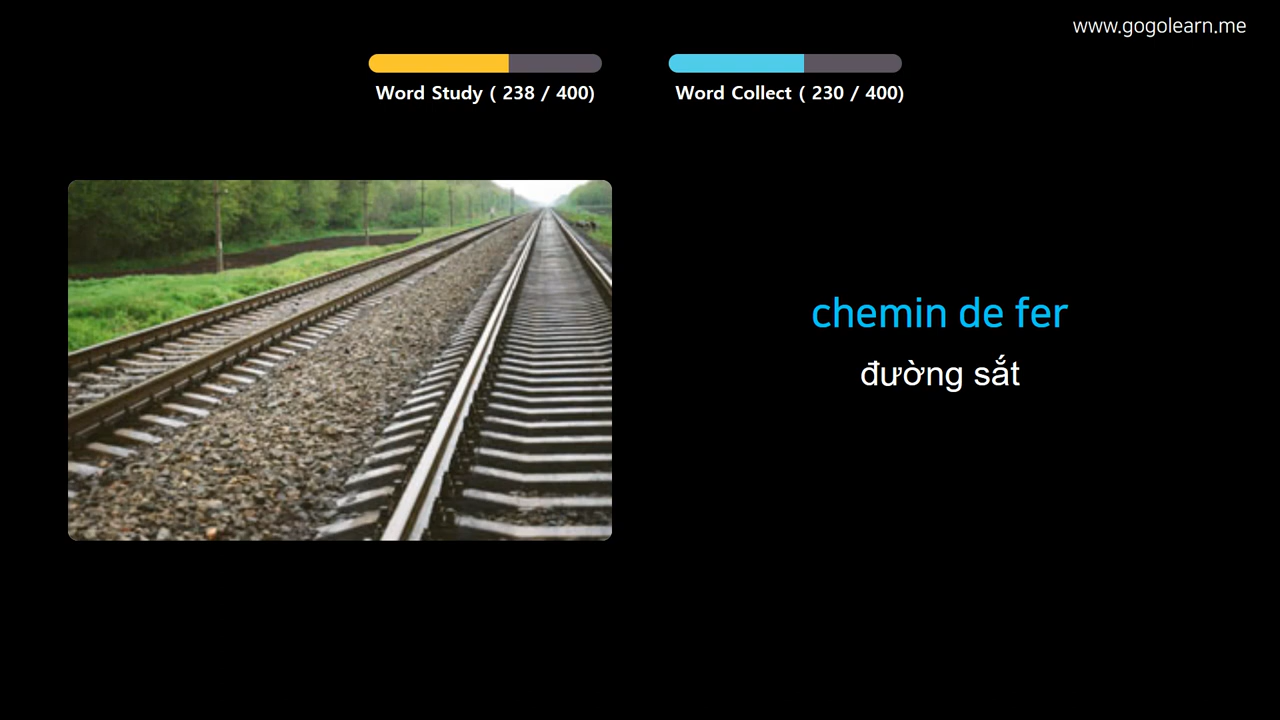 www.gogolearn.me
Word Study ( 238 / 400)
Word Collect ( 230 / 400)
chemin de fer
đường sắt